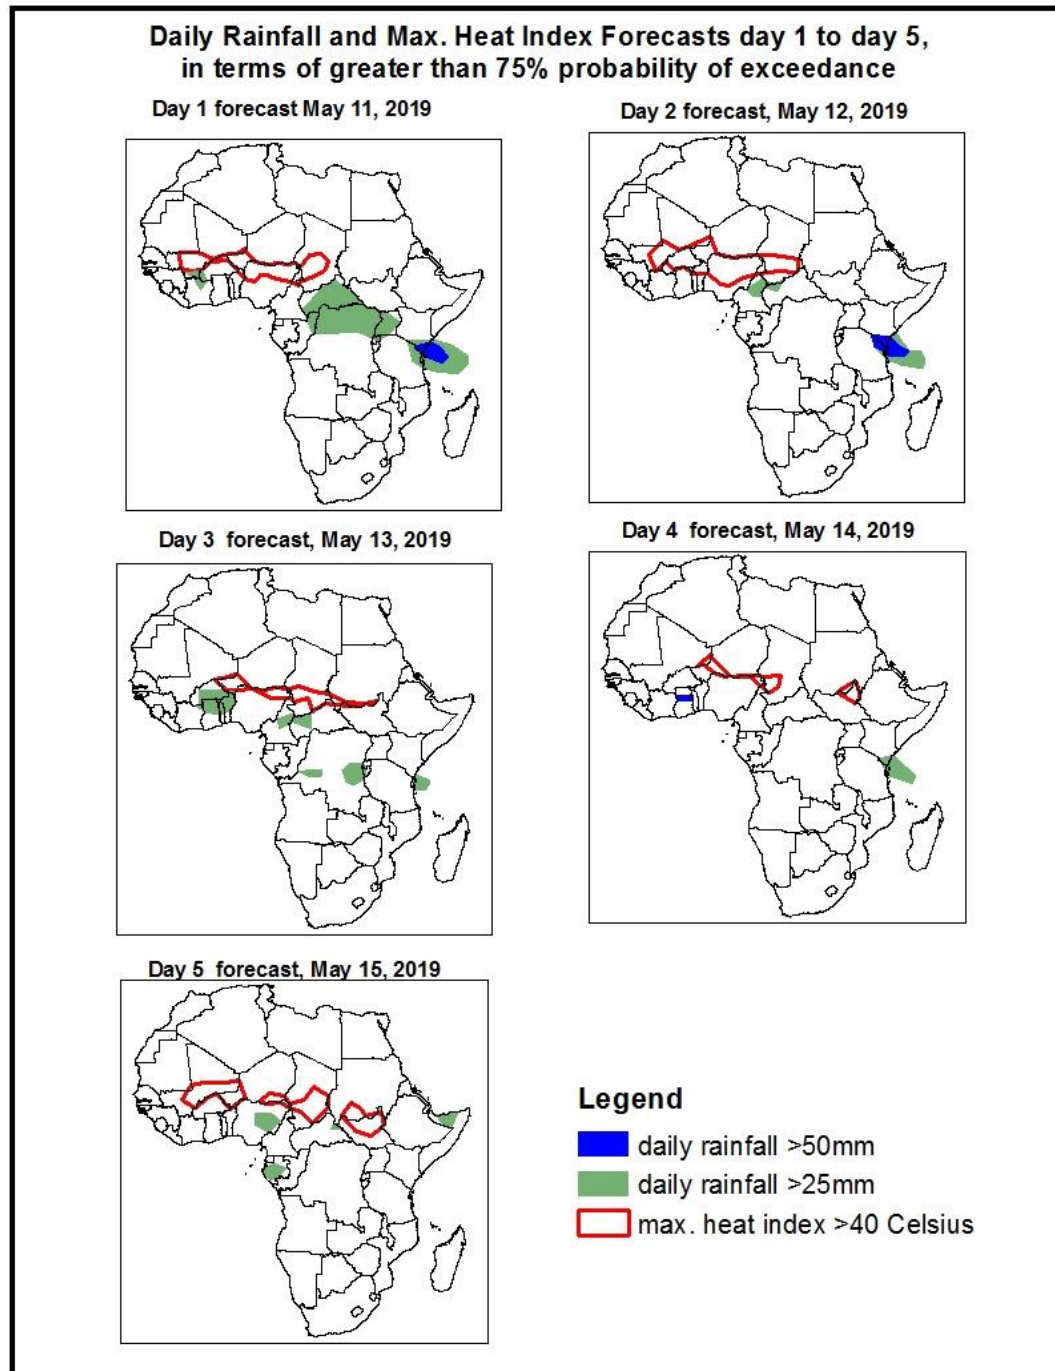 Daily Rainfall and Max. Heat Index Forecasts day 1 to day 5,
in terms of greater than 75% probability of exceedance
Day 1 forecast May 11, 2019
Day 2 forecast, May 12, 2019
Day 3 forecast, May 13, 2019
Day 4 forecast, May 14, 2019
Day 5 forecast, May 15, 2019
Legend
daily rainfall >50mm
daily rainfall >25mm
max. heat index >40 Celsius